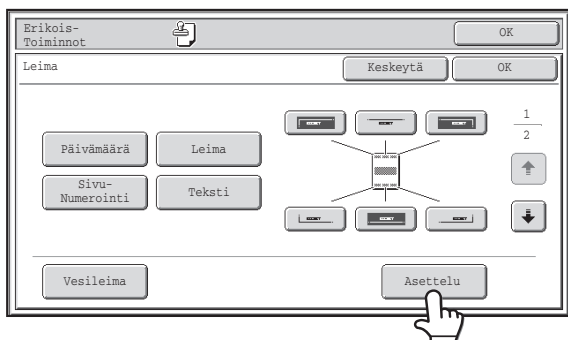 Erikois-
Toiminnot
OK
Leima
Keskeytä
OK
1
2
Päivämäärä
Leima
Sivu-
Numerointi
Teksti
Vesileima
Asettelu